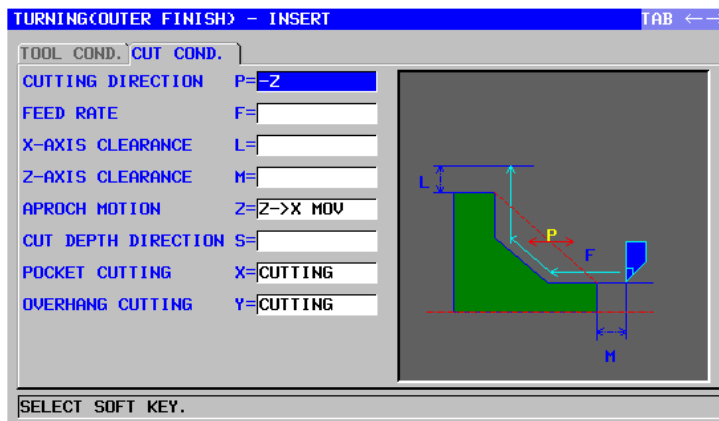 TURNING(OUTER FINISH) - INSERT TAB ←-
TOOL COND. CUT COND.
CUTTING DIRECTION P=-Z
FEED RATE F=
X-AXIS CLEARANCE L=
Z-AXIS CLEARANCE M=
APROCH MOTION Z=Z->X MOV
CUT DEPTH DIRECTION S=
POCKET CUTTING X=CUTTING
OVERHANG CUTTING Y=CUTTING
L
P
F
M
SELECT SOFT KEY.